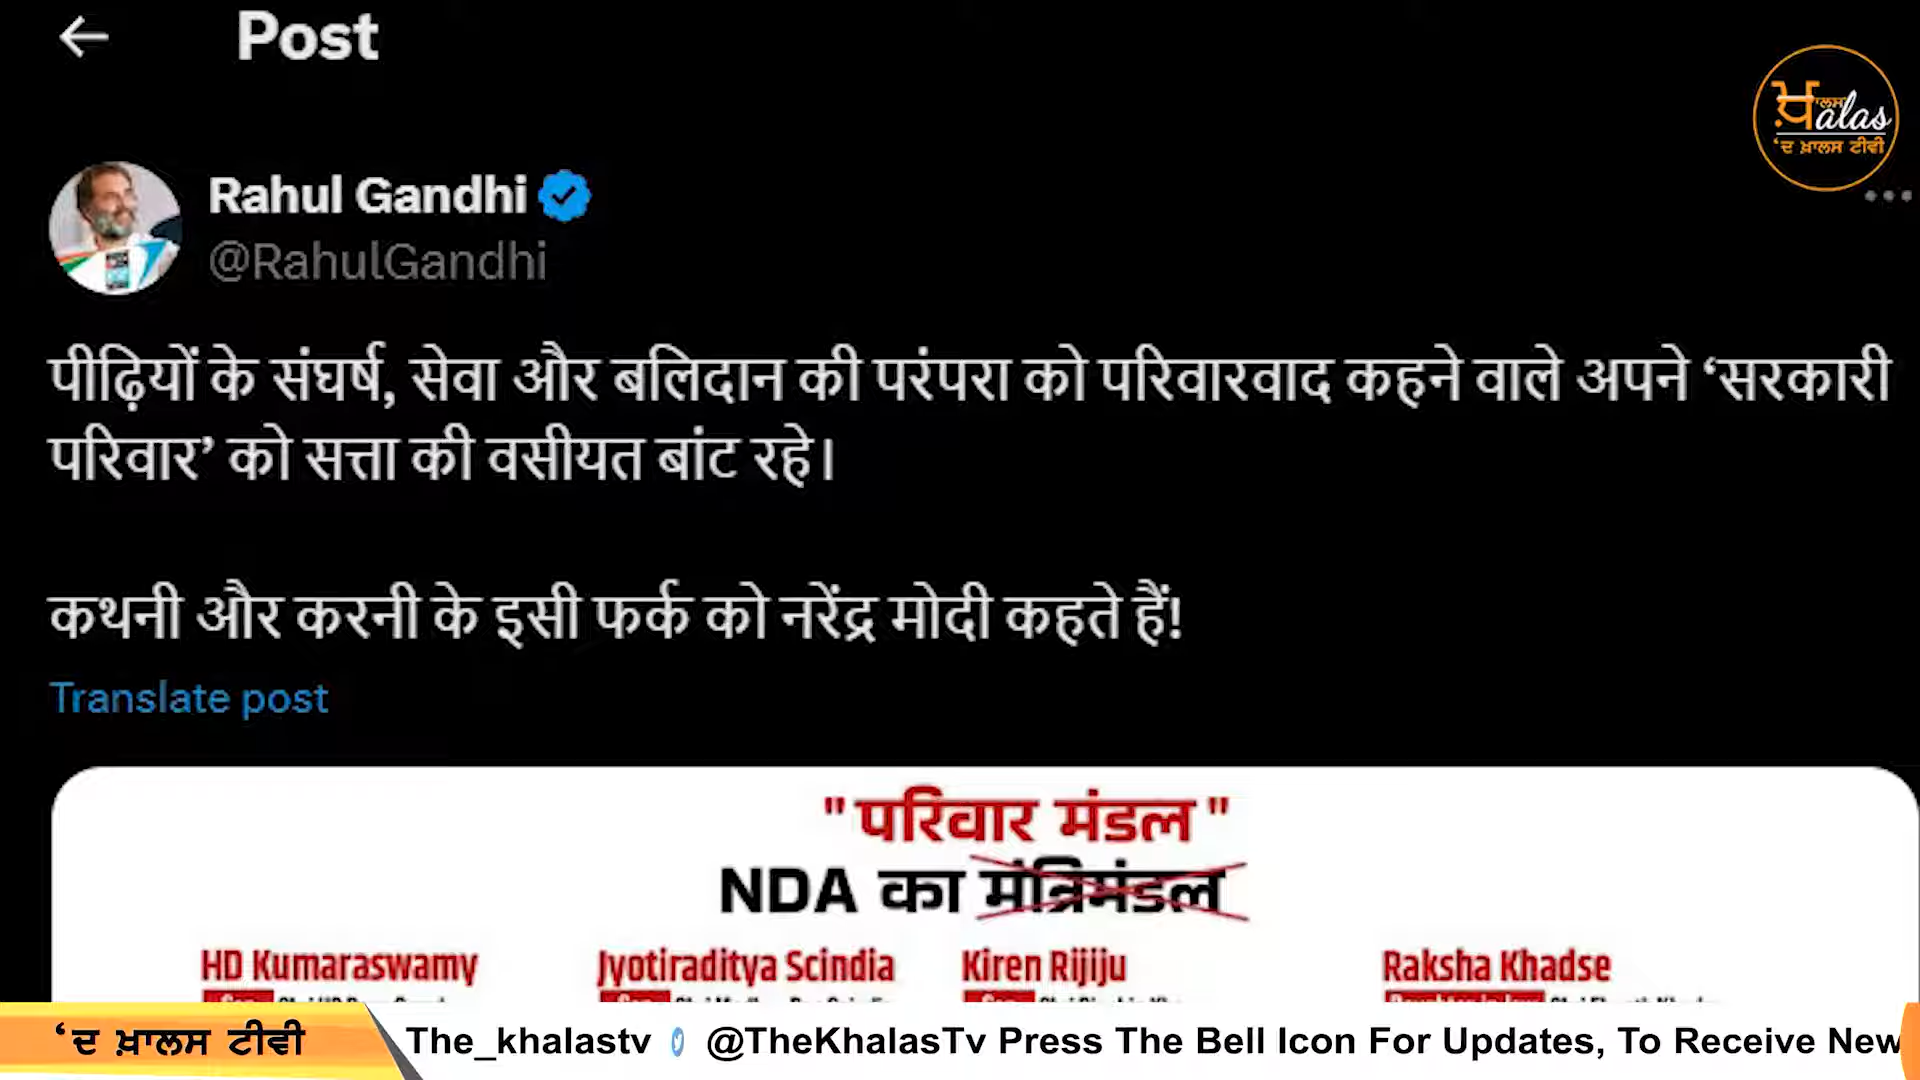 Post
ਖ਼ਾਲਸ alas
'ਦ ਖ਼ਾਲਸ ਟੀਵੀ
Rahul Gandhi
@RahulGandhi
पीढ़ियों के संघर्ष, सेवा और बलिदान की परंपरा को परिवारवाद कहने वाले अपने ‘सरकारी
परिवार’ को सत्ता की वसीयत बांट रहे।
कथनी और करनी के इसी फर्क को नरेंद्र मोदी कहते हैं!
Translate post
"परिवार मंडल"
NDA का मंत्रिमंडल
HD Kumaraswamy
Jyotiraditya Scindia
Kiren Rijiju
Raksha Khadse
‘ਦ ਖ਼ਾਲਸ ਟੀਵੀ
The_khalastv @TheKhalasTv Press The Bell Icon For Updates, To Receive New